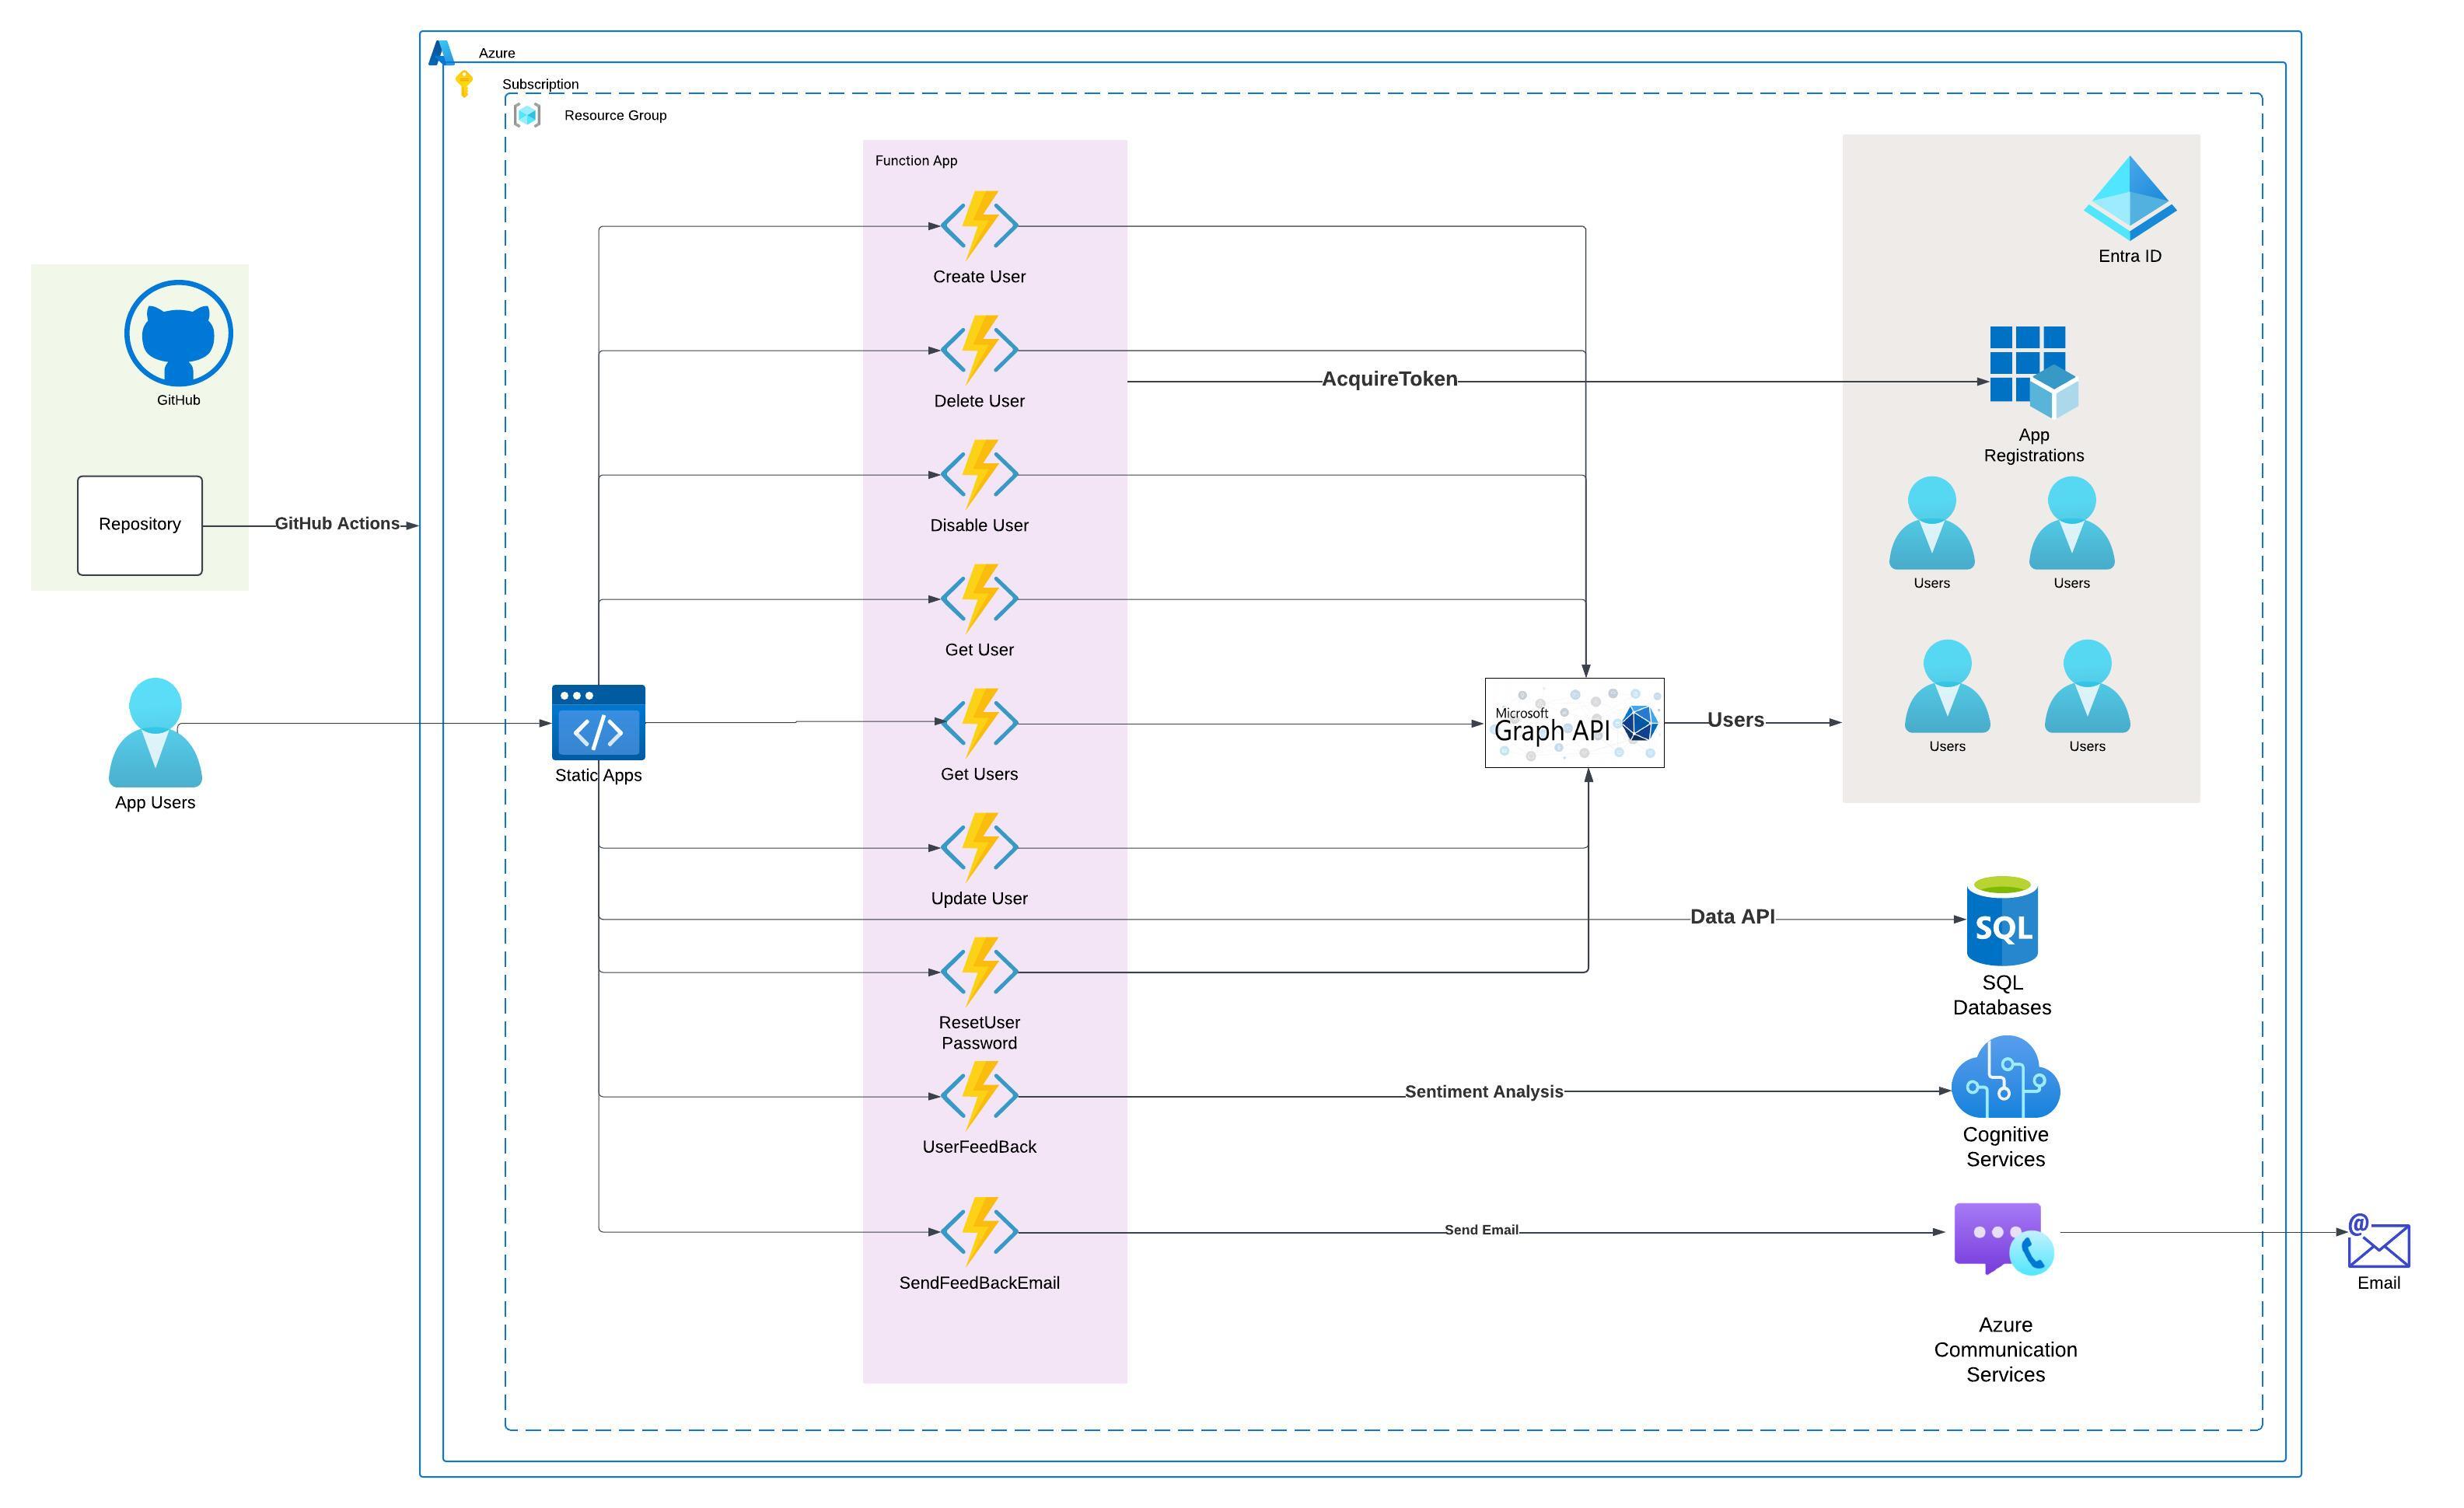 Azure
Subscription
Resource Group
Function App
Create User
Entra ID
GitHub
AcquireToken
Delete User
App
Registrations
Repository
GitHub Actions
Disable User
Users
Users
Get User
Microsoft
Graph API
Users
Static Apps
Get Users
Users
Users
App Users
Update User
Data API
SQL
SQL
Databases
ResetUser
Password
Sentiment Analysis
UserFeedBack
Cognitive
Services
Send Email
SendFeedBackEmail
@
Email
Azure
Communication
Services